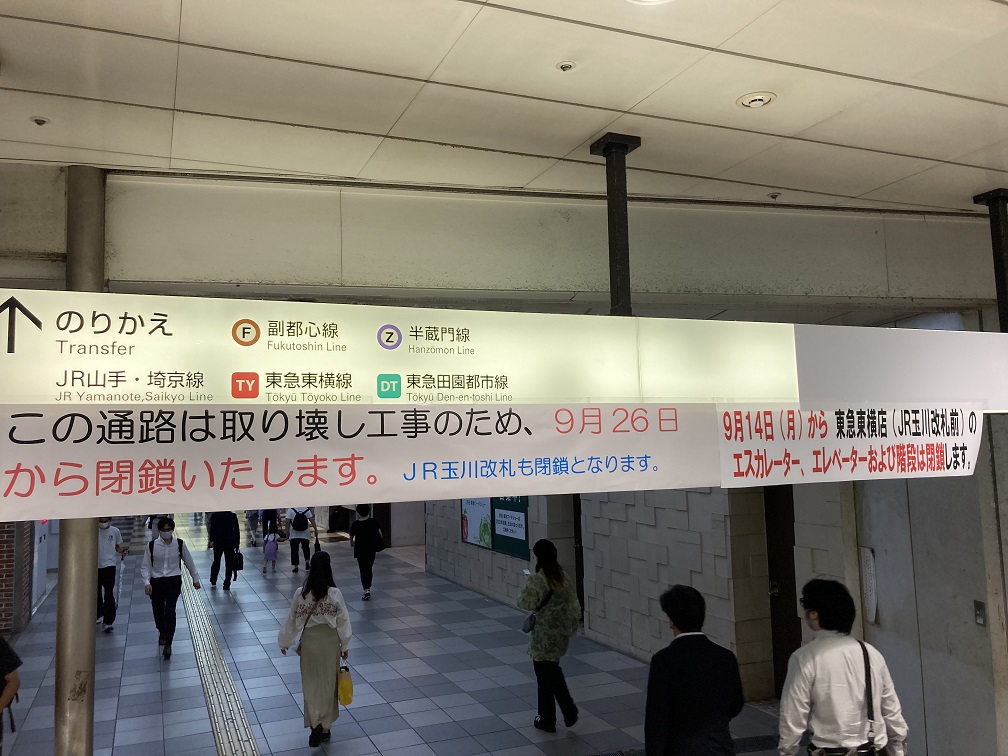 のりかえ
Transfer
JR山手・埼京線
JR Yamanote,Saikyo Line
F 副都心線
Fukutoshin Line
Z 半蔵門線
Hanzōmon Line
TY 東急東横線
Tōkyū Tōyoko Line
DT 東急田園都市線
Tōkyū Den-en-toshi Line
この通路は取り壊し工事のため、9月26日
から閉鎖いたします。JR玉川改札も閉鎖となります。
9月14日(月)から 東急東横店(JR玉川改札前)の
エスカレーター、エレベーターおよび階段は閉鎖します。